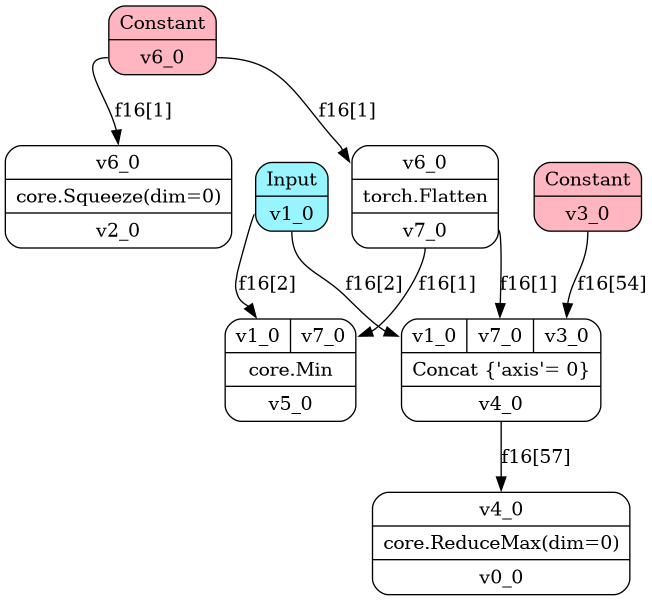 Constant
v6_0
f16[1]
f16[1]
v6_0
core.Squeeze(dim=0)
v2_0
Input
v1_0
v6_0
torch.Flatten
v7_0
Constant
v3_0
f16[2]
f16[2]
f16[1]
f16[1]
f16[54]
v1_0 v7_0
core.Min
v5_0
v1_0 v7_0 v3_0
Concat {'axis'= 0}
v4_0
f16[57]
v4_0
core.ReduceMax(dim=0)
v0_0